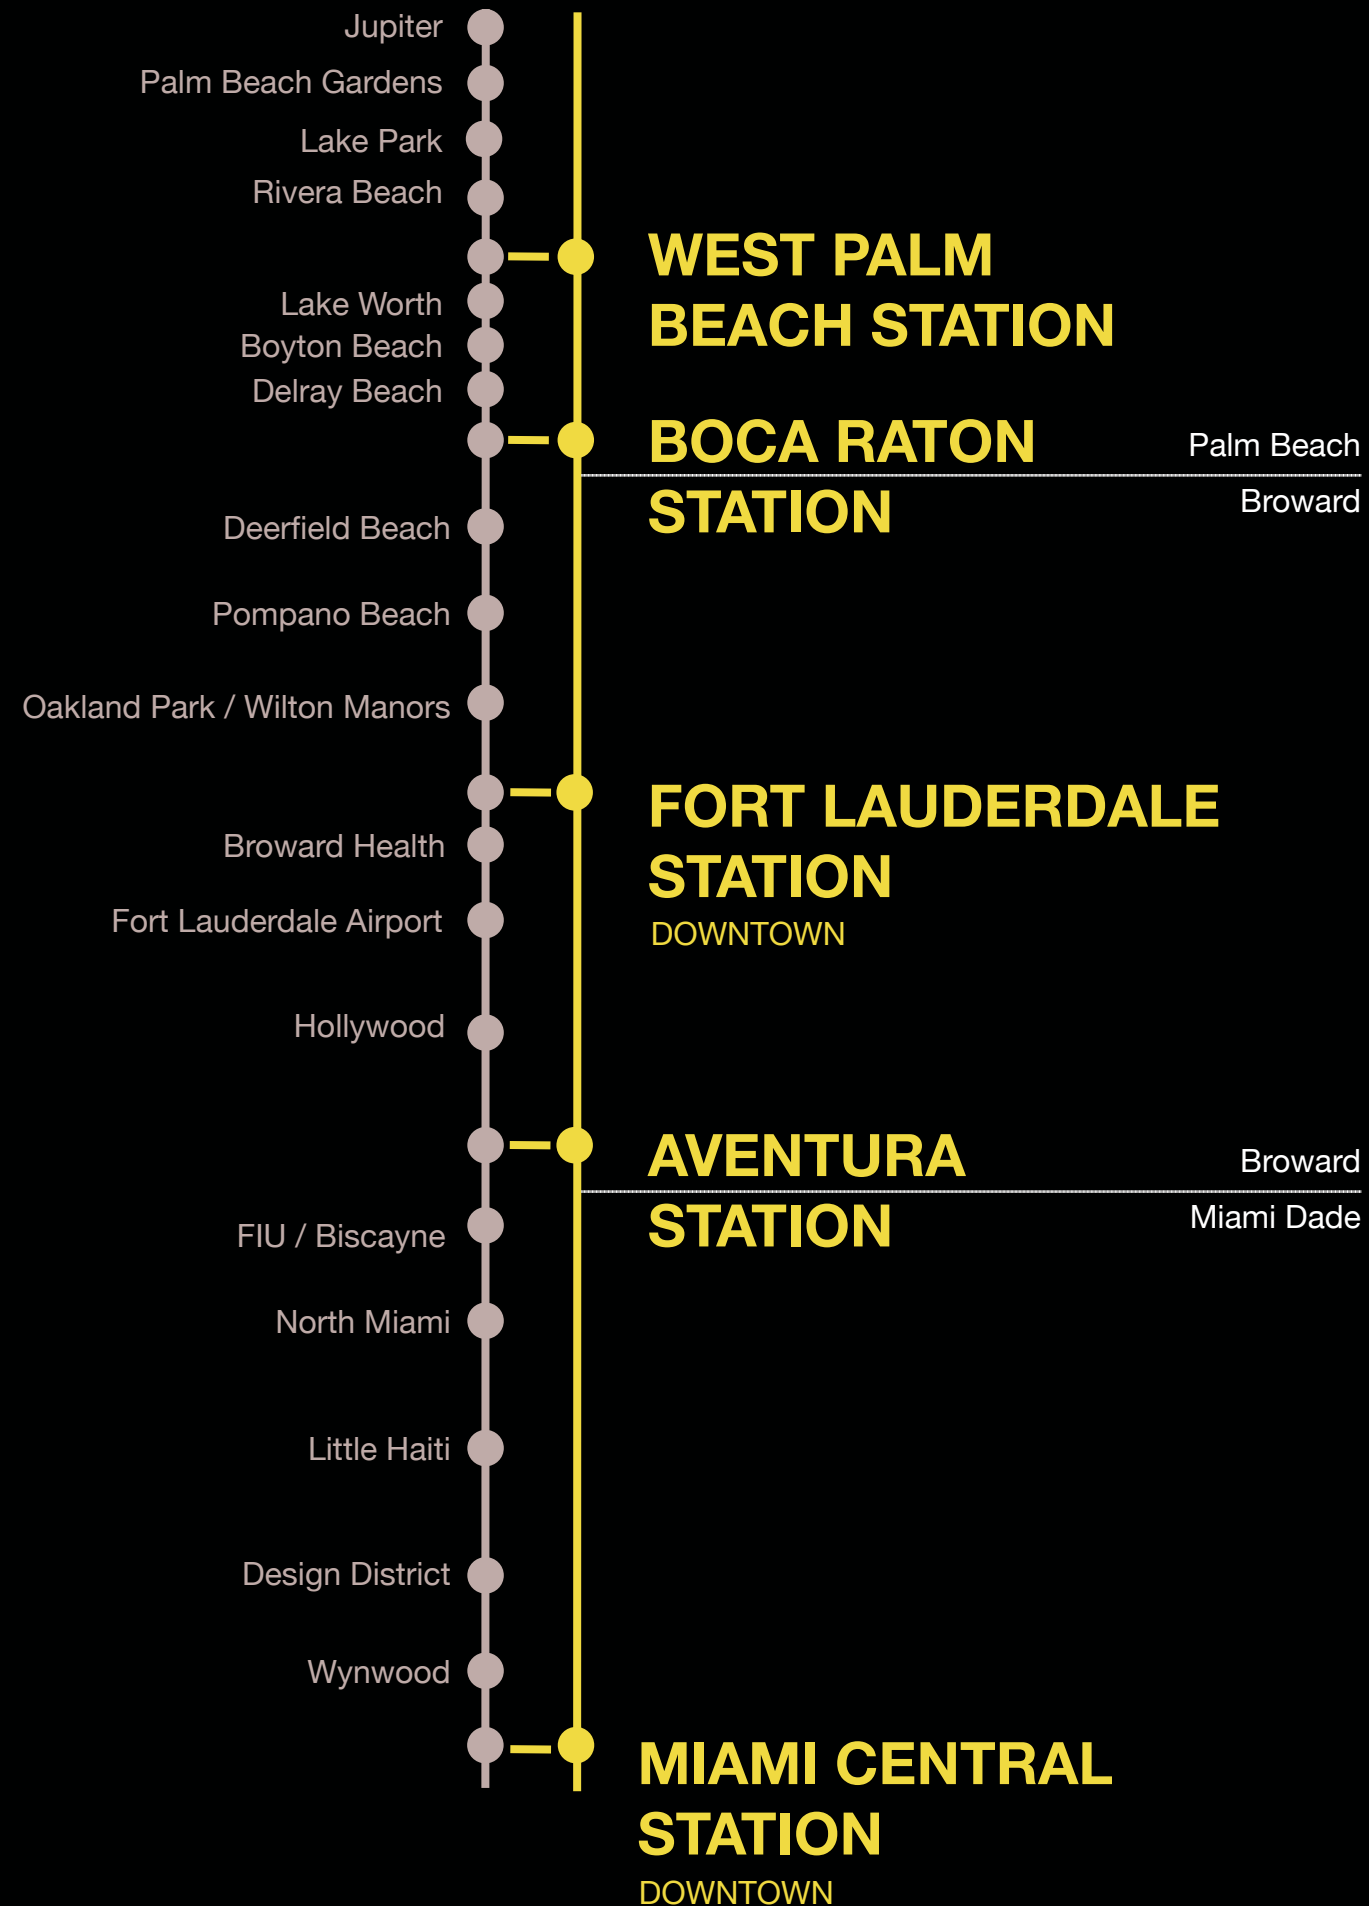 Jupiter
Palm Beach Gardens
Lake Park
Rivera Beach
WEST PALM
BEACH STATION
Lake Worth
Boyton Beach
Delray Beach
BOCA RATON
STATION
Palm Beach
Broward
Deerfield Beach
Pompano Beach
Oakland Park / Wilton Manors
FORT LAUDERDALE
STATION
DOWNTOWN
Broward Health
Fort Lauderdale Airport
Hollywood
AVENTURA
STATION
Broward
Miami Dade
FIU / Biscayne
North Miami
Little Haiti
Design District
Wynwood
MIAMI CENTRAL
STATION
DOWNTOWN